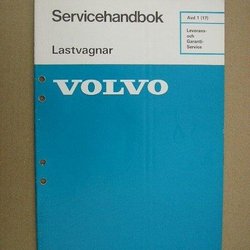 Servicehandbok
Avd 1 (17)
Leverans-
och
Garanti-
Service
Lastvagnar
VOLVO